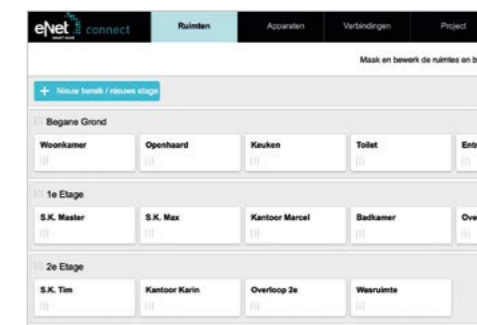 eNet connect
SMART HOME
Ruimten Apparaten Verbindingen Project
Maak en bewerk de ruimtes en b
+ Nieuw bereik / nieuwe etage
Begane Grond
Woonkamer Openhaard Keuken Toilet Entr
1e Etage
S.K. Master S.K. Max Kantoor Marcel Badkamer Ove
2e Etage
S.K. Tim Kantoor Karin Overloop 2e Wasruimte